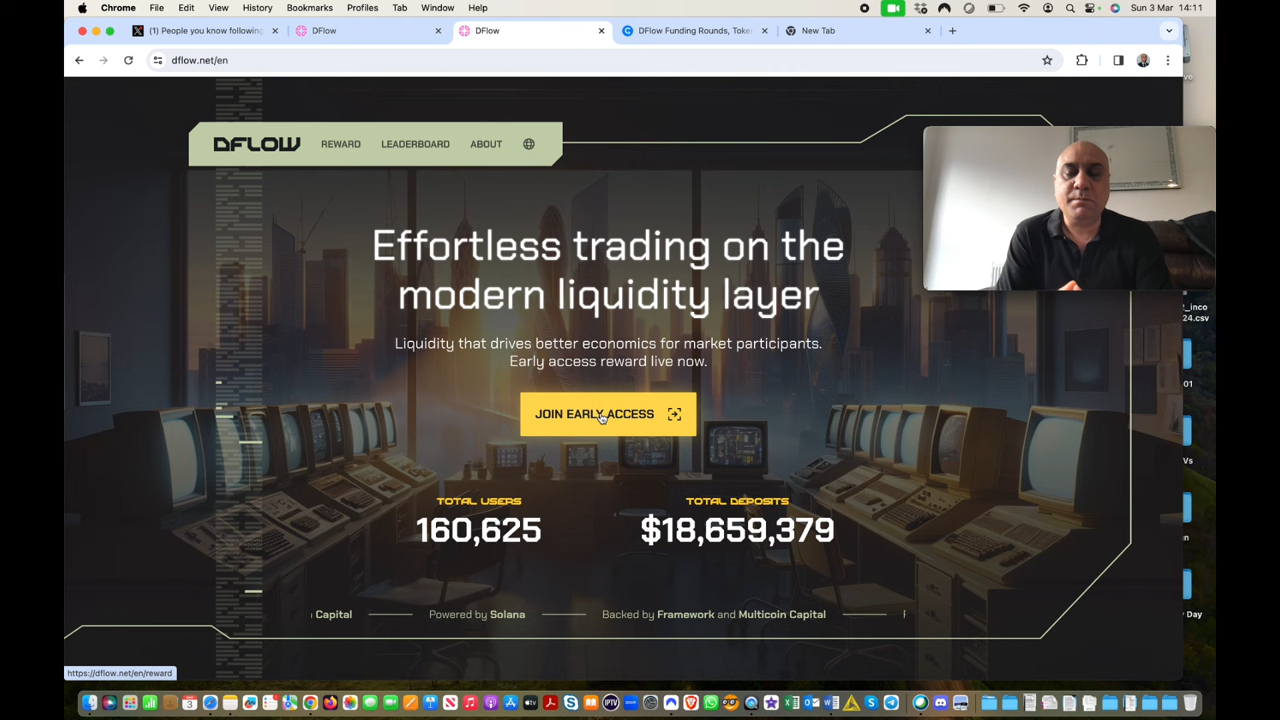 Chrome File Edit View History Bookmarks Profiles Tab Window Help Sun 3 Mar 14:11
(1) People you know following DFlow DFlow DFlow Funding Rounds, Toke New Tab
dflow.net/en
DFLOW REWARD LEADERBOARD ABOUT
Effortless trading on the
modern liquidity layer
Liquidity that drives better economics for market participants.
Early access reward live now.
JOIN EARLY ACCESS
TOTAL USERS TOTAL DEPOSITS
160,625 $18,659,379
Capital Powered by Solana Backed by Framework and Multicoin Capital
https://dflow.net/en/reward
_inco
24.csv
01
Vs
Day
IPTV
zoom